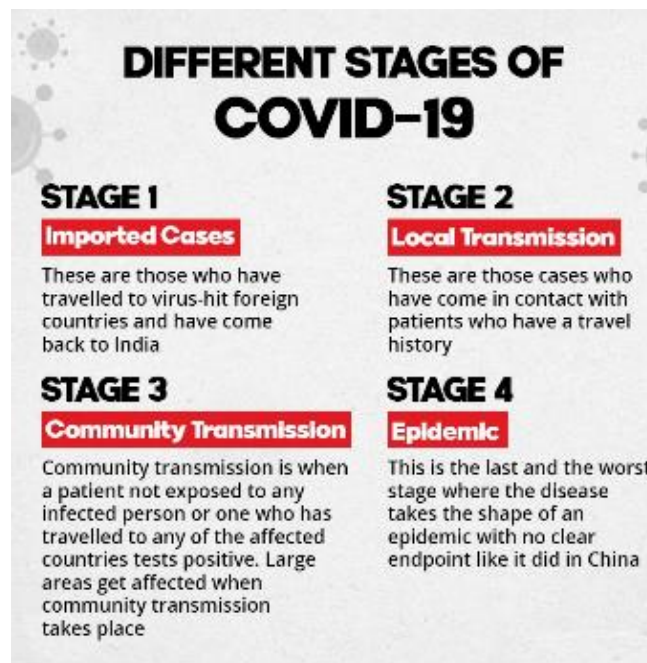 DIFFERENT STAGES OF
COVID-19
STAGE 1
Imported Cases
These are those who have
travelled to virus-hit foreign
countries and have come
back to India
STAGE 2
Local Transmission
These are those cases who
have come in contact with
patients who have a travel
history
STAGE 3
Community Transmission
Community transmission is when
a patient not exposed to any
infected person or one who has
travelled to any of the affected
countries tests positive. Large
areas get affected when
community transmission
takes place
STAGE 4
Epidemic
This is the last and the worst
stage where the disease
takes the shape of an
epidemic with no clear
endpoint like it did in China